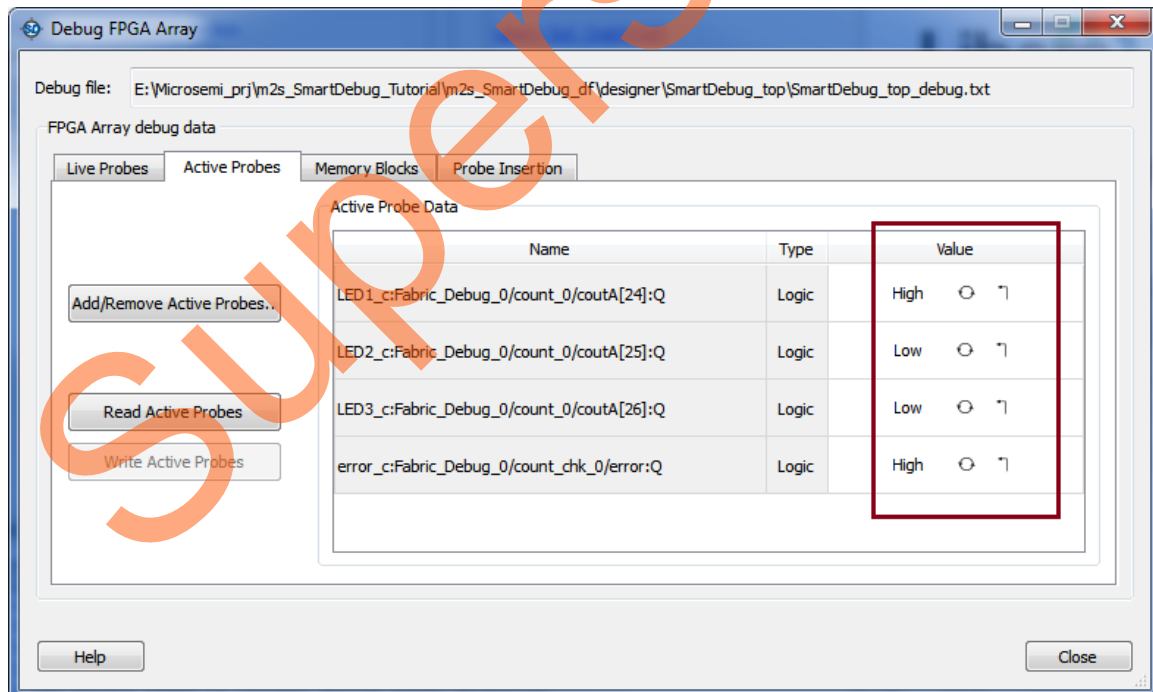 Debug FPGA Array
Debug file: E:\Microsemi_prj\m2s_SmartDebug_Tutorial\m2s_SmartDebug_df\designer\SmartDebug_top\SmartDebug_top_debug.txt
FPGA Array debug data
Live Probes Active Probes Memory Blocks Probe Insertion
Active Probe Data
Name Type Value
Add/Remove Active Probes..
LED1_c:Fabric_Debug_0/count_0/coutA[24]:Q Logic High
LED2_c:Fabric_Debug_0/count_0/coutA[25]:Q Logic Low
Read Active Probes
LED3_c:Fabric_Debug_0/count_0/coutA[26]:Q Logic Low
Write Active Probes
error_c:Fabric_Debug_0/count_chk_0/error:Q Logic High
Help Close
Supers